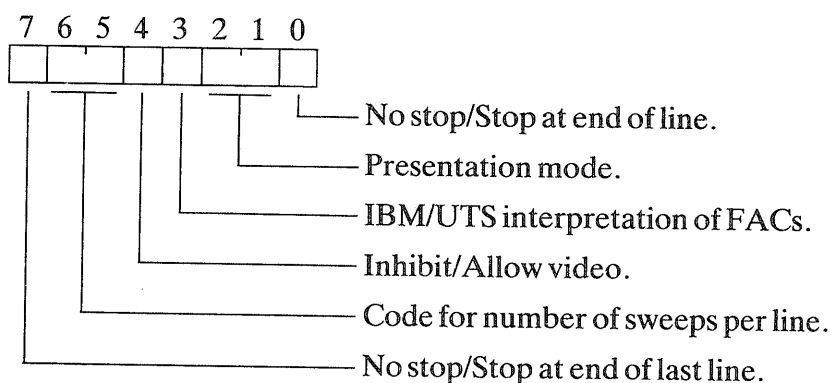 7 6 5 4 3 2 1 0
No stop/Stop at end of line.
Presentation mode.
IBM/UTS interpretation of FACs.
Inhibit/Allow video.
Code for number of sweeps per line.
No stop/Stop at end of last line.